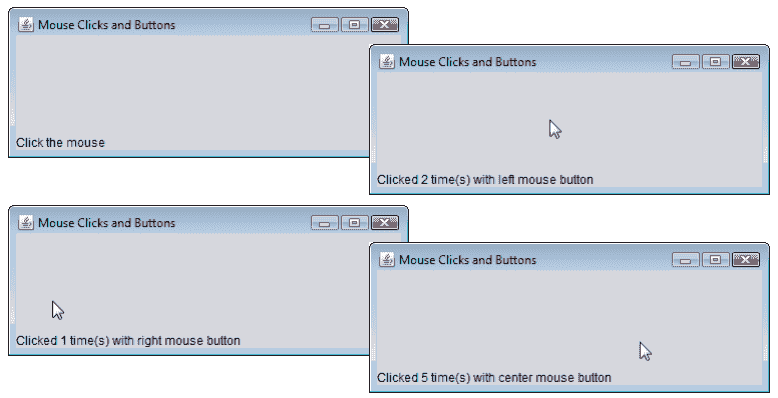 Mouse Clicks and Buttons
Click the mouse
Mouse Clicks and Buttons
Clicked 2 time(s) with left mouse button
Mouse Clicks and Buttons
Clicked 1 time(s) with right mouse button
Mouse Clicks and Buttons
Clicked 5 time(s) with center mouse button